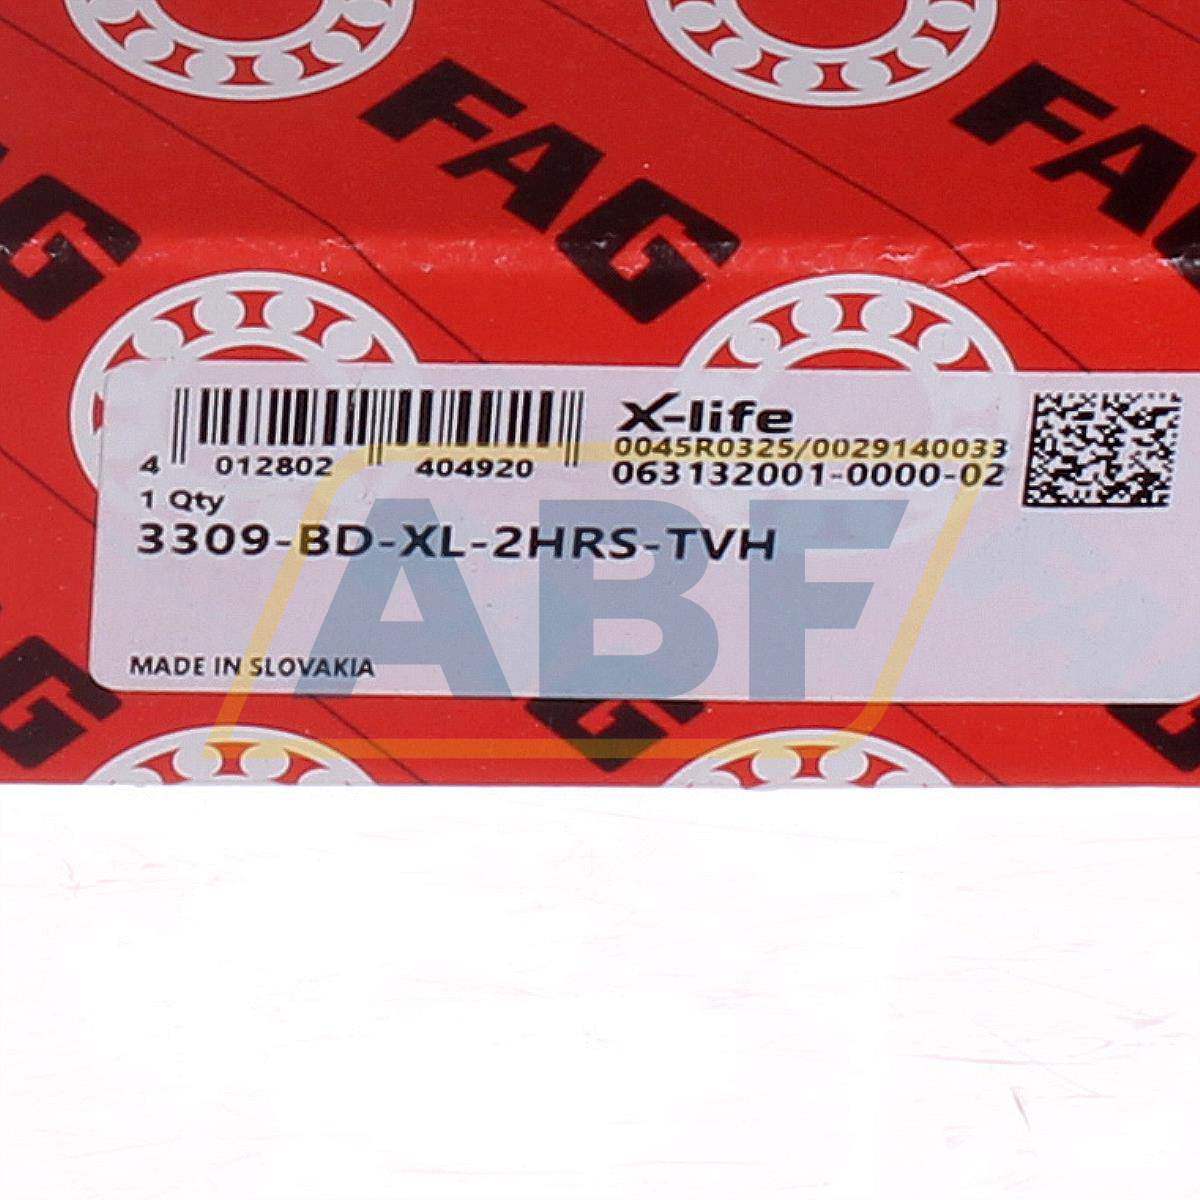 FAG
FAG
FAG
X-life
0045R0325/0029140033
063132001-0000-02
4 012802 404920
1 Qty
3309-BD-XL-2HRS-TVH
MADE IN SLOVAKIA
ABF